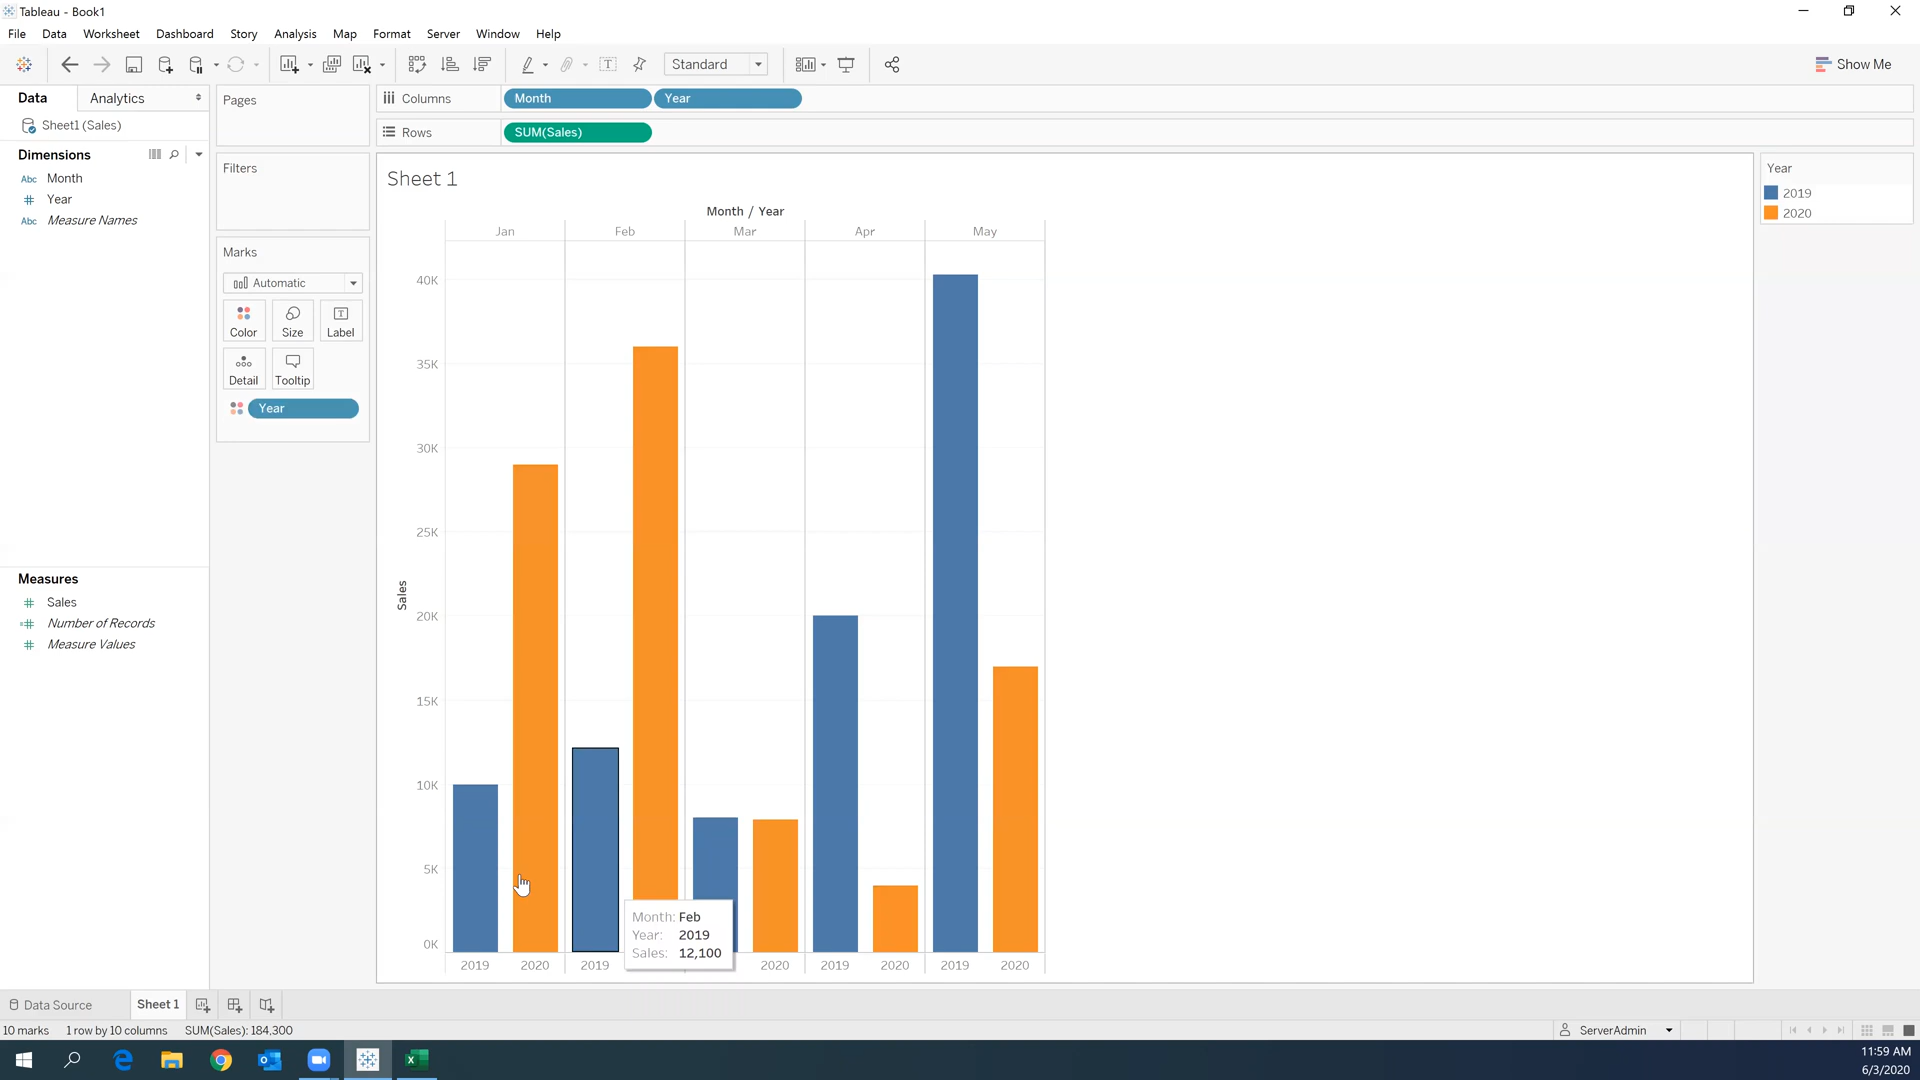 Tableau - Book1
File Data Worksheet Dashboard Story Analysis Map Format Server Window Help
Standard
Show Me
Data Analytics
Sheet1 (Sales)
Dimensions
Abc Month
# Year
Abc Measure Names
Measures
# Sales
=# Number of Records
# Measure Values
Pages
Filters
Marks
Automatic
Color Size Label
Detail Tooltip
Year
Columns Month Year
Rows SUM(Sales)
Sheet 1
Month / Year
Jan Feb Mar Apr May
40K
35K
30K
25K
20K
15K
10K
5K
0K
Sales
2019 2020 2019 2020 2019 2020 2019 2020
Month: Feb
Year: 2019
Sales: 12,100
Year
2019
2020
Data Source Sheet 1
10 marks 1 row by 10 columns SUM(Sales): 184,300
ServerAdmin
11:59 AM
6/3/2020